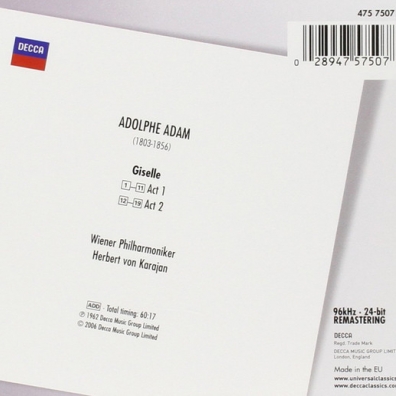 475 7507
DECCA
0 28947 57507
ADOLPHE ADAM
(1803-1856)
Giselle
1–11 Act 1
12–19 Act 2
Wiener Philharmoniker
Herbert von Karajan
ADD · Total timing: 60:17
℗ 1962 Decca Music Group Limited
© 2006 Decca Music Group Limited
96kHz · 24-bit
REMASTERING
DECCA
Regd. Trade Mark
DECCA MUSIC GROUP LIMIT
London, England
Made in the EU
www.universalclassics
www.deccaclassics.co